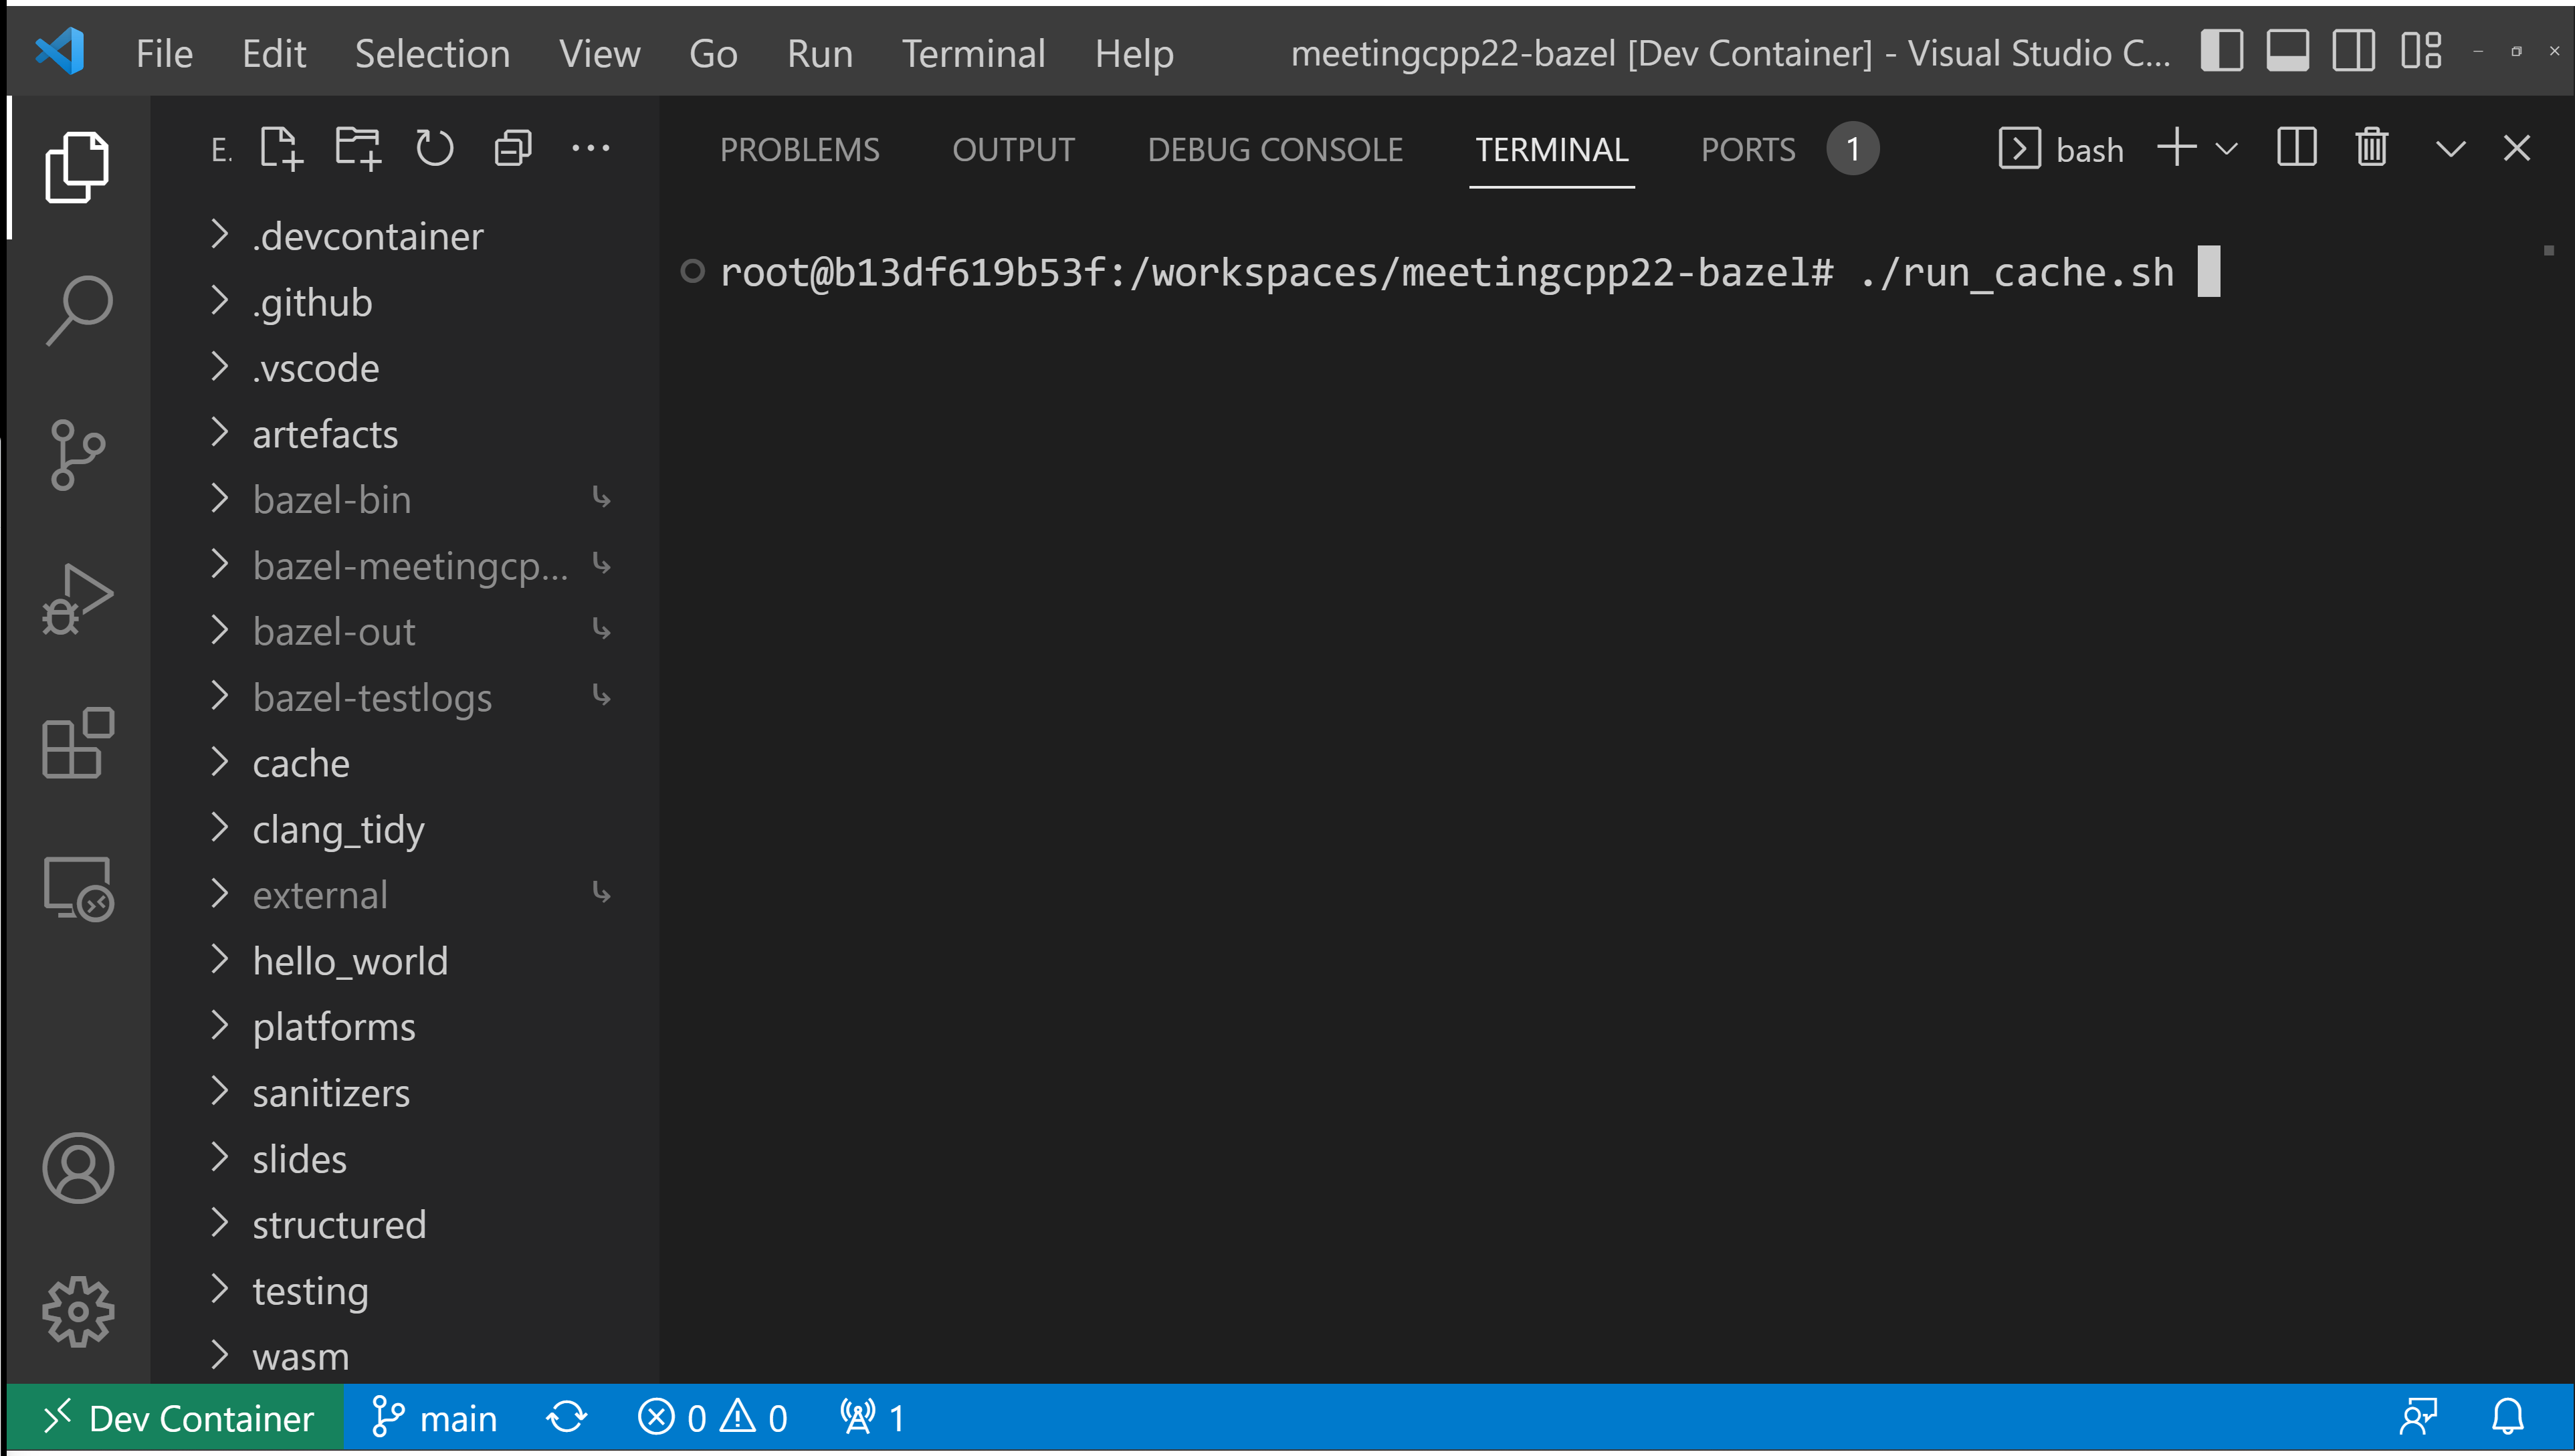 File Edit Selection View Go Run Terminal Help meetingcpp22-bazel [Dev Container] - Visual Studio C...
E.
PROBLEMS OUTPUT DEBUG CONSOLE TERMINAL PORTS 1 bash
.devcontainer
.github
.vscode
artefacts
bazel-bin
bazel-meetingcp...
bazel-out
bazel-testlogs
cache
clang_tidy
external
hello_world
platforms
sanitizers
slides
structured
testing
wasm
root@b13df619b53f:/workspaces/meetingcpp22-bazel# ./run_cache.sh
Dev Container main 0 0 1